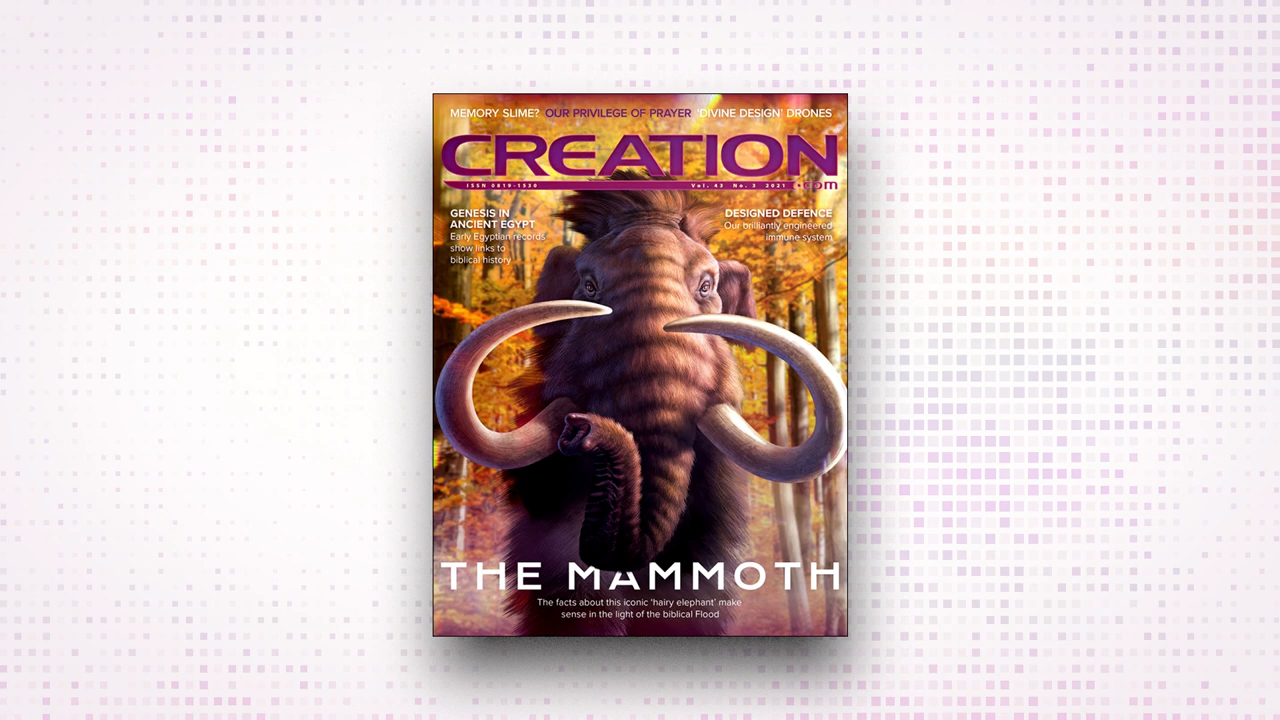 MEMORY SLIME? OUR PRIVILEGE OF PRAYER 'DIVINE DESIGN' DRONES
CREATION
ISSN 0819-1530 Vol. 43 No. 3 2021 .com
GENESIS IN
ANCIENT EGYPT
Early Egyptian records
show links to
biblical history
DESIGNED DEFENCE
Our brilliantly engineered
immune system
THE MAMMOTH
The facts about this iconic 'hairy elephant' make
sense in the light of the biblical Flood